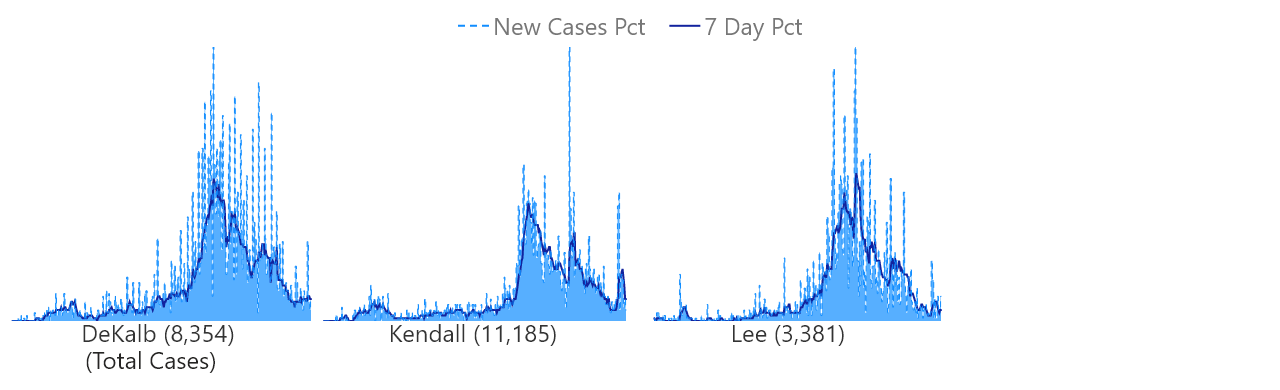 New Cases Pct 7 Day Pct
DeKalb (8,354) Kendall (11,185) Lee (3,381)
(Total Cases)